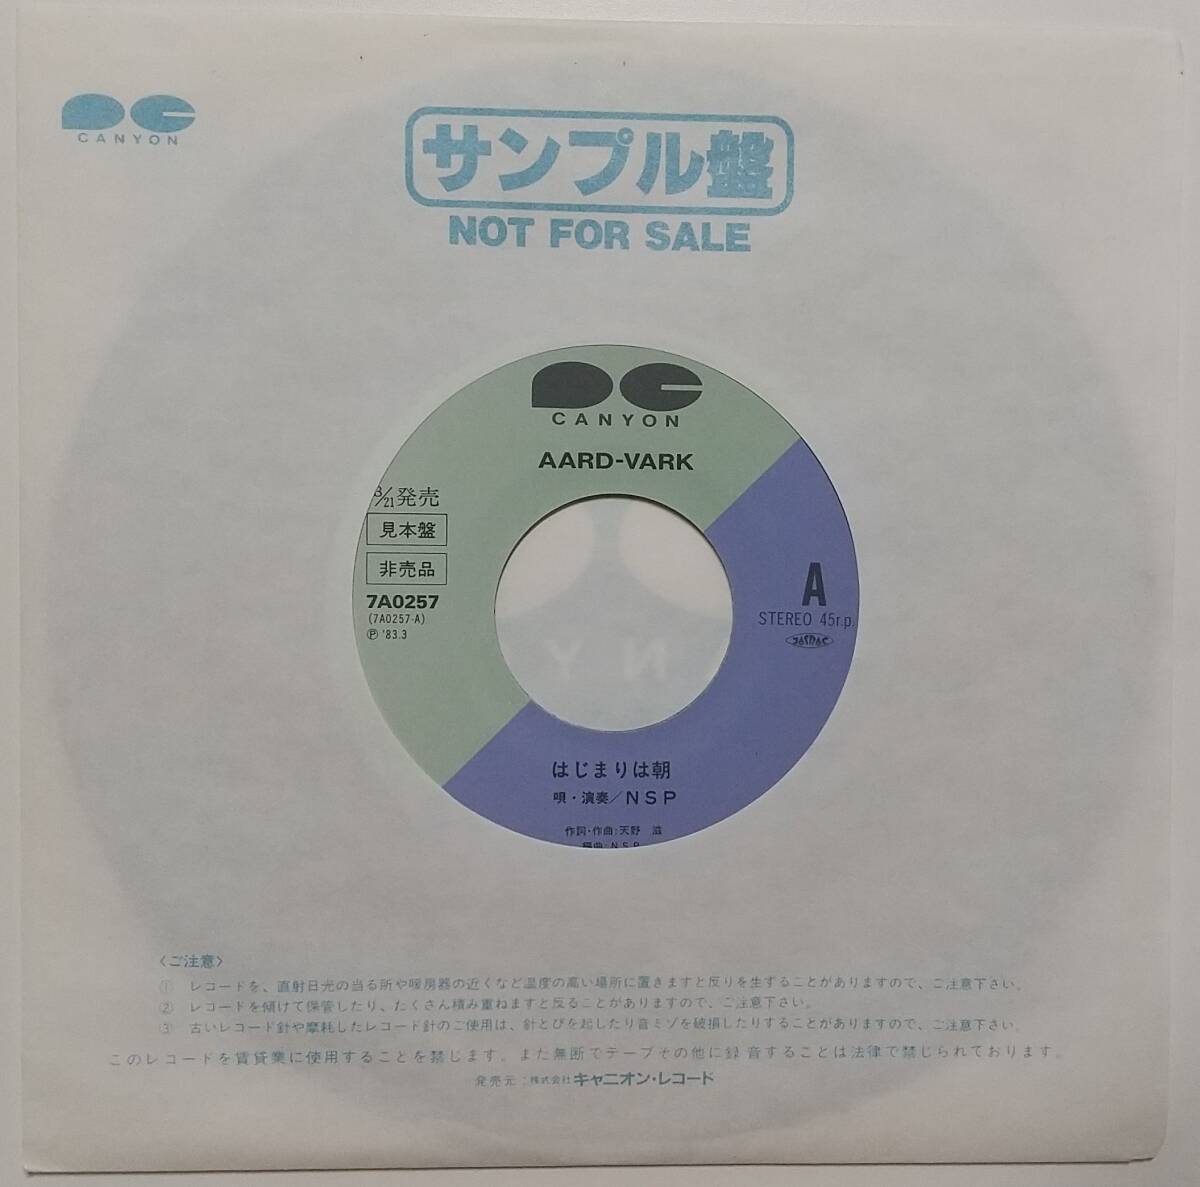 CANYON
サンプル盤
NOT FOR SALE
CANYON
AARD-VARK
3/21発売
見本盤
非売品
7A0257
(7A0257-A)
Ⓟ '83.3
A
STEREO 45r.p.
JASRAC
はじまりは朝
唄・演奏/NSP
作詞・作曲:天野 滋
編曲:NSP
〈ご注意〉
① レコードを、直射日光の当る所や暖房器の近くなど温度の高い場所に置きますと反りを生ずることがありますので、ご注意下さい。
② レコードを傾けて保管したり、たくさん積み重ねますと反ることがありますので、ご注意下さい。
③ 古いレコード針や摩耗したレコード針のご使用は、針とびを起したり音ミゾを破損したりすることがありますので、ご注意下さい。
このレコードを賃貸業に使用することを禁じます。また無断でテープその他に録音することは法律で禁じられております。
発売元:株式会社キャニオン・レコード